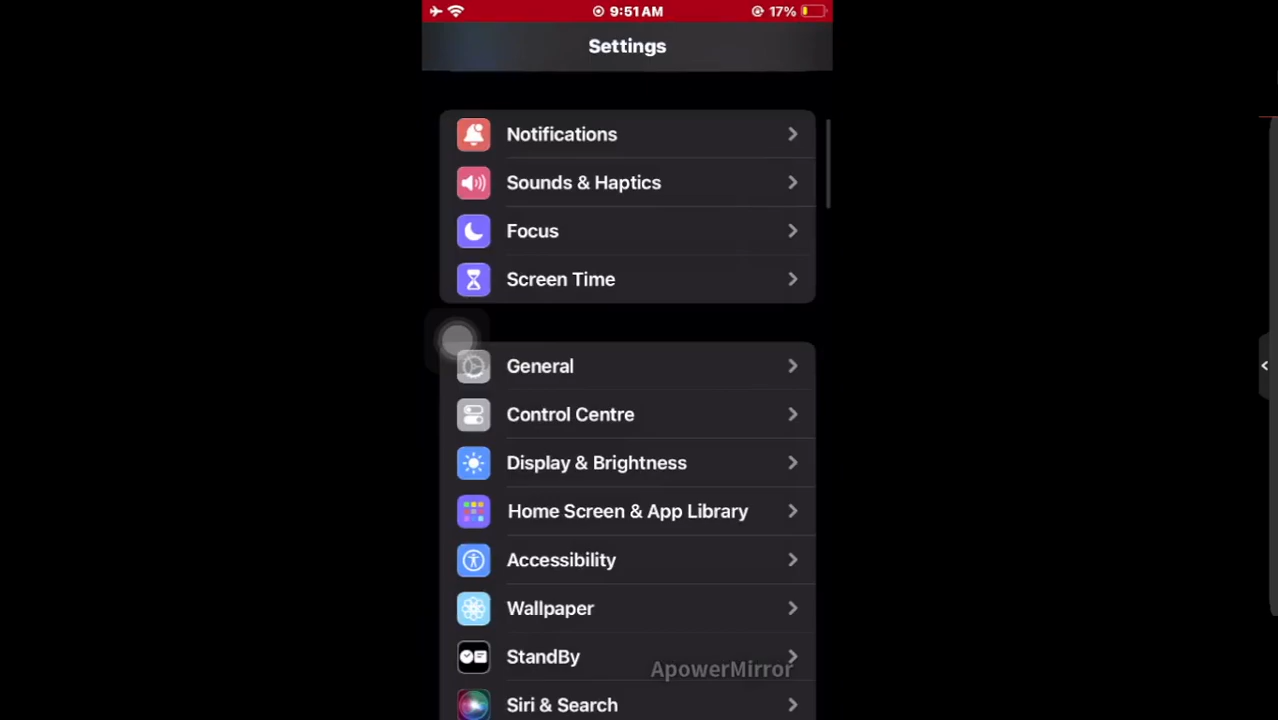 9:51 AM
17%
Settings
Notifications
Sounds & Haptics
Focus
Screen Time
General
Control Centre
Display & Brightness
Home Screen & App Library
Accessibility
Wallpaper
StandBy
ApowerMirror
Siri & Search